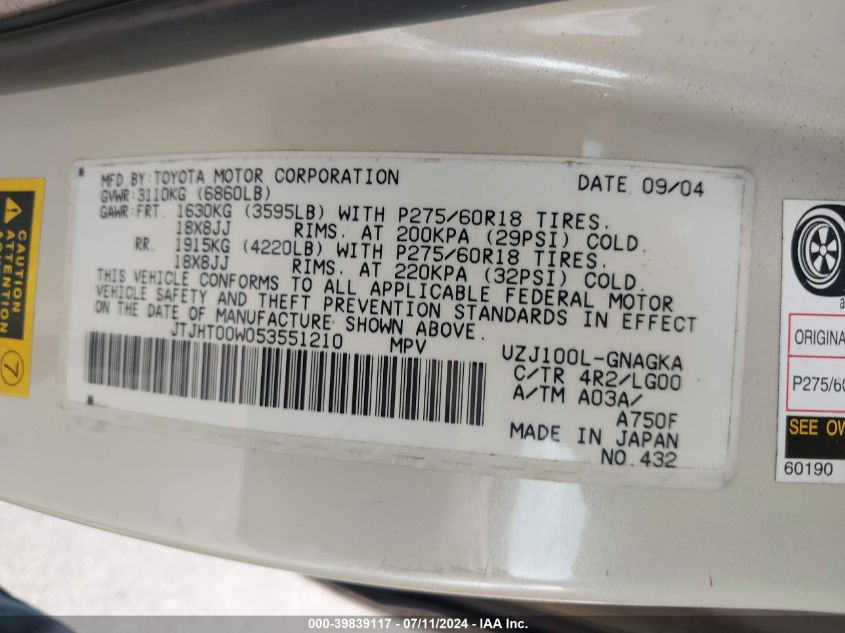 MFD.BY:TOYOTA MOTOR CORPORATION DATE 09/04
GVWR:3110KG (6860LB)
GAWR:FRT. 1630KG (3595LB) WITH P275/60R18 TIRES.
18X8JJ RIMS. AT 200KPA (29PSI) COLD.
RR. 1915KG (4220LB) WITH P275/60R18 TIRES.
18X8JJ RIMS. AT 220KPA (32PSI) COLD.
THIS VEHICLE CONFORMS TO ALL APPLICABLE FEDERAL MOTOR
VEHICLE SAFETY AND THEFT PREVENTION STANDARDS IN EFFECT
ON THE DATE OF MANUFACTURE SHOWN ABOVE.
JTJHT00W053551210 MPV
UZJ100L-GNAGKA
C/TR 4R2/LG00
A/TM A03A/
A750F
MADE IN JAPAN
NO.432
CAUTION
ATTENTION
7
ORIGINA
P275/60
SEE OW
60190
000-39839117 - 07/11/2024 - IAA Inc.